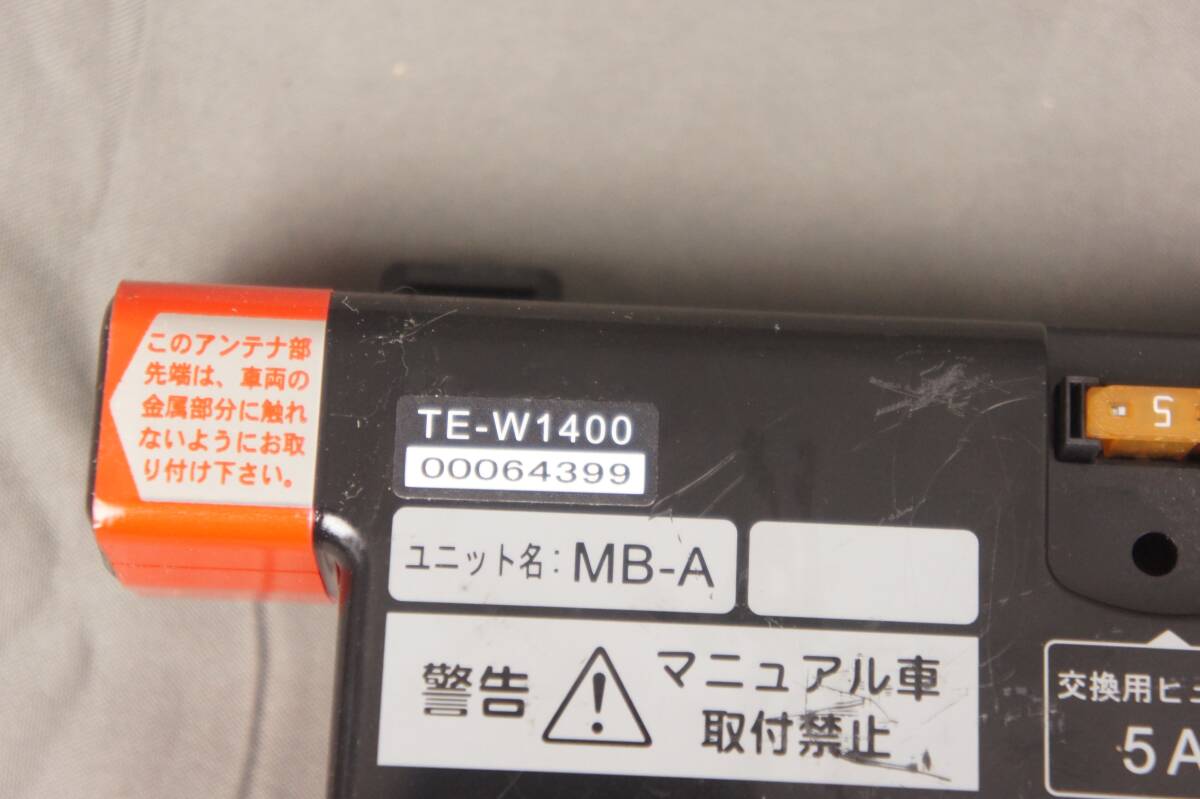 このアンテナ部
先端は、車両の
金属部分に触れ
ないようにお取
り付け下さい。
TE-W1400
00064399
ユニット名：MB-A
警告
マニュアル車
取付禁止
5
交換用ヒュ
5A